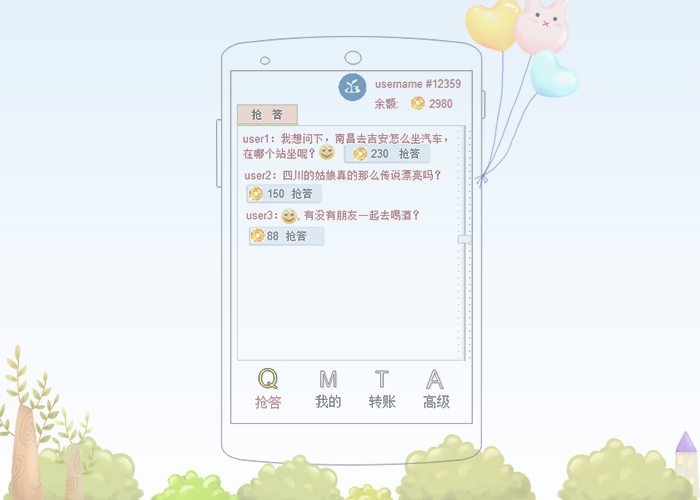 username #12359
余额: 2980
抢 答
user1：我想问下，南昌去吉安怎么坐汽车，
在哪个站坐呢？ 230 抢答
user2：四川的姑娘真的那么传说漂亮吗？
150 抢答
user3： ，有没有朋友一起去喝酒？
88 抢答
Q M T A
抢答 我的 转账 高级